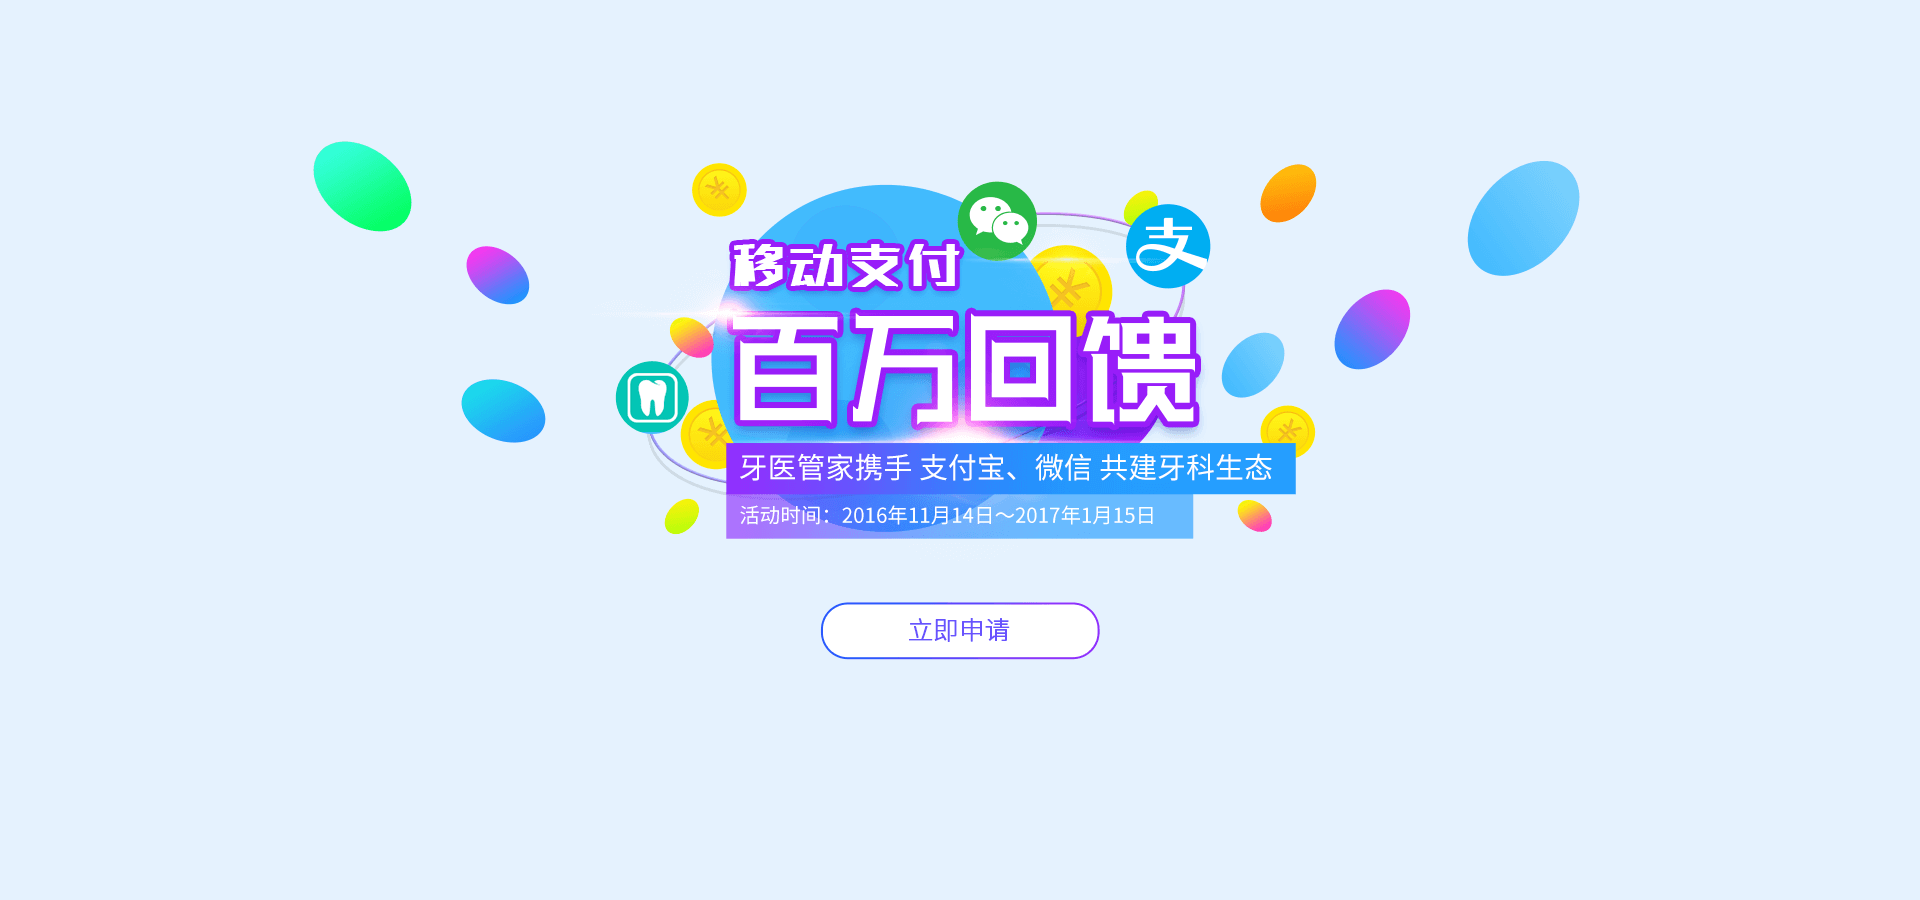 移动支付
百万回馈
牙医管家携手 支付宝、微信 共建牙科生态
活动时间：2016年11月14日～2017年1月15日
立即申请